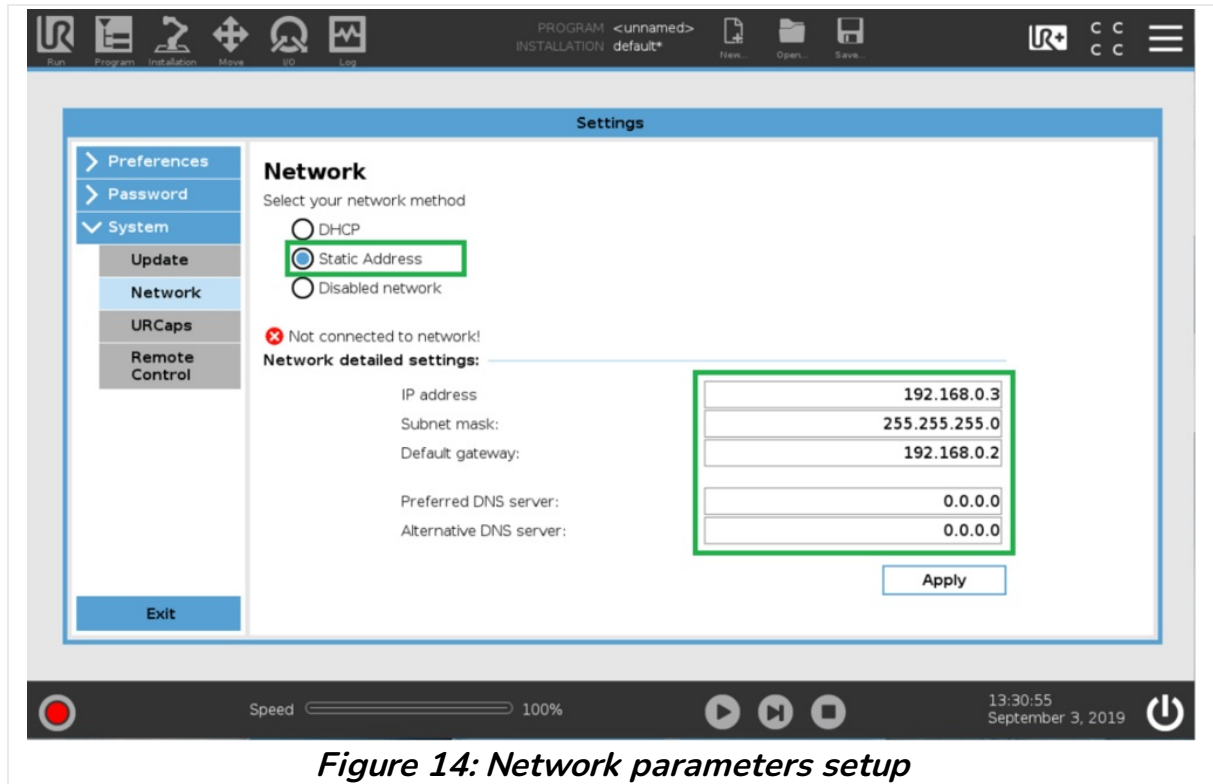 PROGRAM <unnamed>
INSTALLATION default*
Run Program Installation Move I/O Log
New... Open... Save...
UR+
C C
C C
Settings
Preferences
Password
System
Update
Network
URCaps
Remote
Control
Exit
Network
Select your network method
DHCP
Static Address
Disabled network
Not connected to network!
Network detailed settings:
IP address 192.168.0.3
Subnet mask: 255.255.255.0
Default gateway: 192.168.0.2
Preferred DNS server: 0.0.0.0
Alternative DNS server: 0.0.0.0
Apply
Speed 100%
13:30:55
September 3, 2019
Figure 14: Network parameters setup